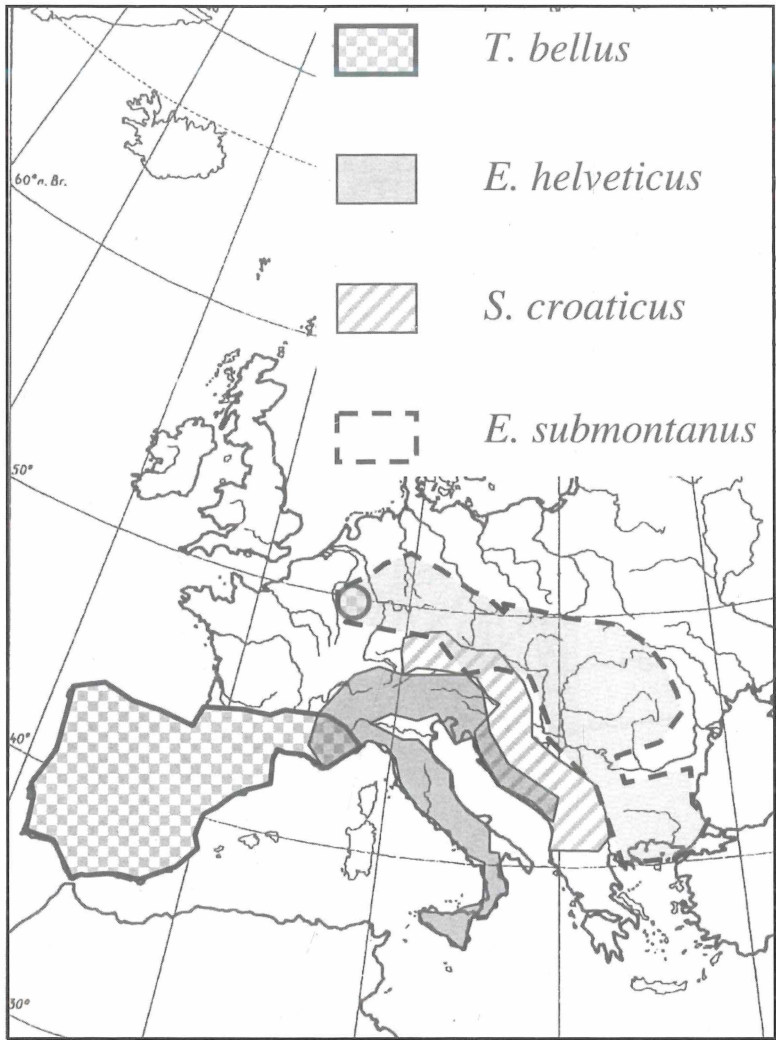 T. bellus
E. helveticus
60° n. Br.
S. croaticus
E. submontanus
50°
40°
30°